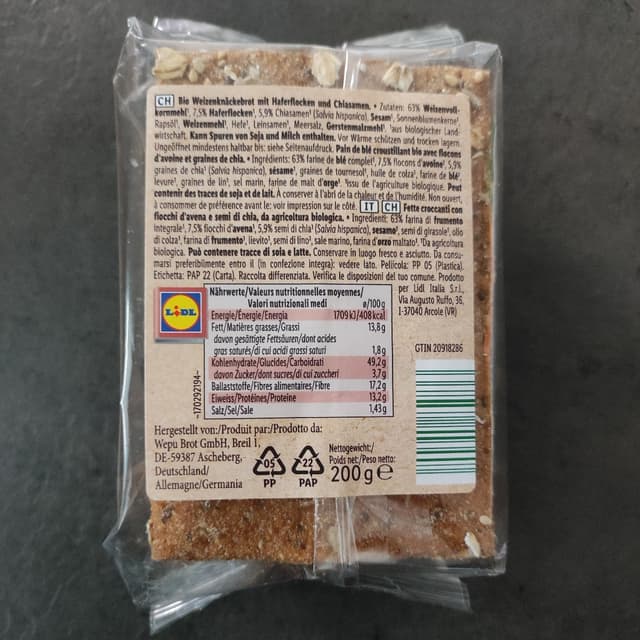 CH Bio Weizenknäckebrot mit Haferflocken und Chiasamen. • Zutaten: 63% Weizenvoll-
kornmehl¹, 7,5% Haferflocken¹, 5,9% Chiasamen¹ (Salvia hispanica), Sesam¹, Sonnenblumenkerne¹,
Rapsöl¹, Weizenmehl¹, Hefe¹, Leinsamen¹, Meersalz, Gerstenmalzmehl¹. ¹aus biologischer Land-
wirtschaft. Kann Spuren von Soja und Milch enthalten. Vor Wärme schützen und trocken lagern.
Ungeöffnet mindestens haltbar bis: siehe Seitenaufdruck. Pain de blé croustillant bio avec flocons
d'avoine et graines de chia. • Ingrédients: 63% farine de blé complet¹, 7,5% flocons d'avoine¹, 5,9%
graines de chia¹ (Salvia hispanica), sésame¹, graines de tournesol¹, huile de colza¹, farine de blé¹,
levure¹, graines de lin¹, sel marin, farine de malt d'orge¹. ¹issu de l'agriculture biologique. Peut
contenir des traces de soja et de lait. A conserver à l'abri de la chaleur et de l'humidité. Non ouvert,
à consommer de préférence avant le: voir impression sur le côté. IT CH Fette croccanti con
fiocchi d'avena e semi di chia, da agricoltura biologica. • Ingredienti: 63% farina di frumento
integrale¹, 7,5% fiocchi d'avena¹, 5,9% semi di chia¹ (Salvia hispanica), sesamo¹, semi di girasole¹, olio
di colza¹, farina di frumento¹, lievito¹, semi di lino¹, sale marino, farina d'orzo maltato¹. ¹Da agricoltura
biologica. Può contenere tracce di soia e latte. Conservare in luogo fresco e asciutto. Da consu-
marsi preferibilmente entro il (in confezione integra): vedere lato. Pellicola: PP 05 (Plastica).
Etichetta: PAP 22 (Carta). Raccolta differenziata. Verifica le disposizioni del tuo comune. Prodotto
per Lidl Italia S.r.l.,
Via Augusto Ruffo, 36,
I-37040 Arcole (VR)
LIDL
Nährwerte/Valeurs nutritionnelles moyennes/
Valori nutrizionali medi ø/100 g
Energie/Énergie/Energia 1709 kJ/408 kcal
Fett/Matières grasses/Grassi 13,8 g
davon gesättigte Fettsäuren/dont acides
gras saturés/di cui acidi grassi saturi 1,8 g
Kohlenhydrate/Glucides/Carboidrati 49,2 g
davon Zucker/dont sucres/di cui zuccheri 3,7 g
Ballaststoffe/Fibres alimentaires/Fibre 17,2 g
Eiweiss/Protéines/Proteine 13,2 g
Salz/Sel/Sale 1,43 g
GTIN 20918286
~170292194~
Hergestellt von:/Produit par:/Prodotto da:
Wepu Brot GmbH, Breil 1,
DE-59387 Ascheberg,
Deutschland/
Allemagne/Germania
05
PP
22
PAP
Nettogewicht:/
Poids net:/Peso netto:
200 g e